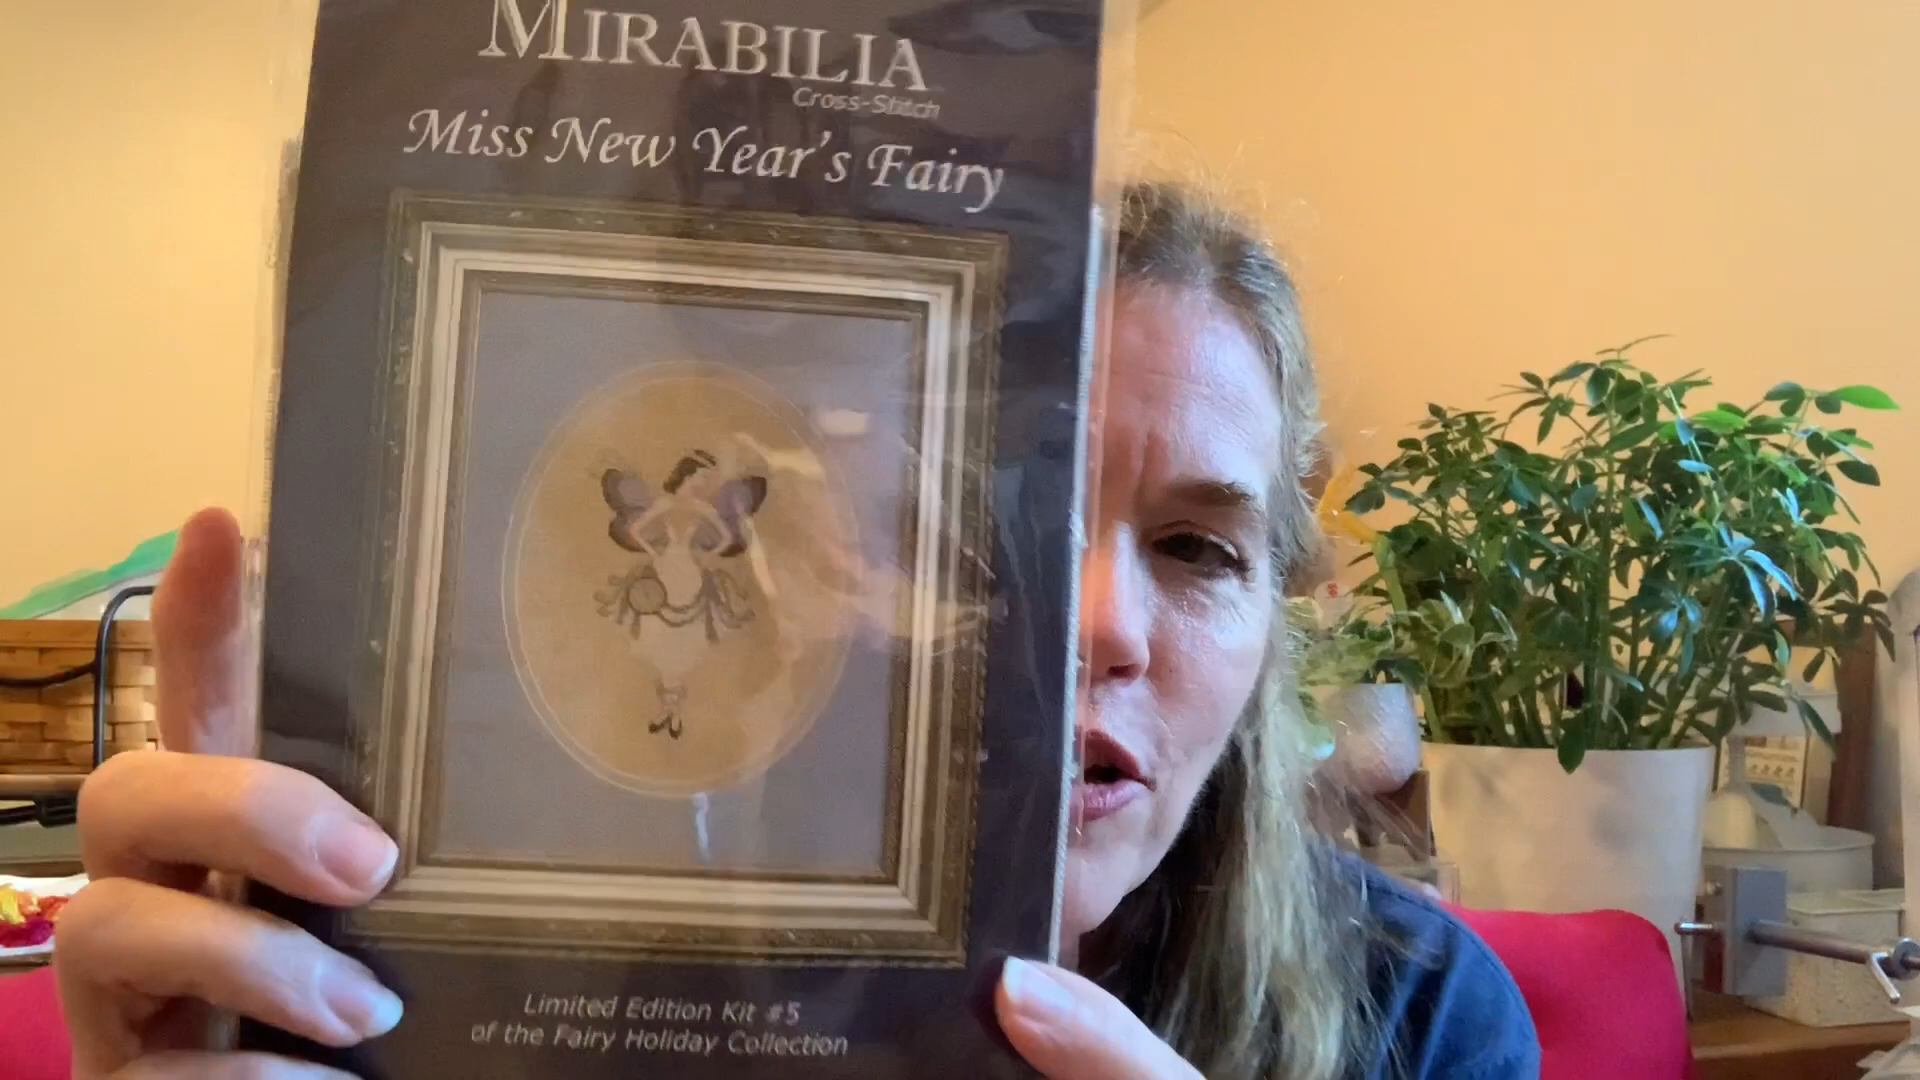 MIRABILIA
Cross-Stitch
Miss New Year's Fairy
Limited Edition Kit #5
of the Fairy Holiday Collection